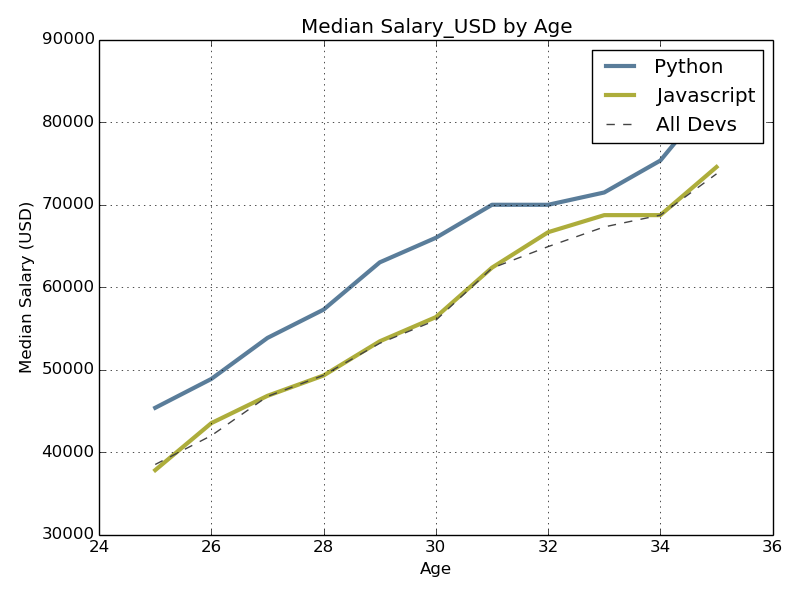 Median Salary_USD by Age
90000
80000
70000
60000
50000
40000
30000
Median Salary (USD)
Python
Javascript
All Devs
24 26 28 30 32 34 36
Age